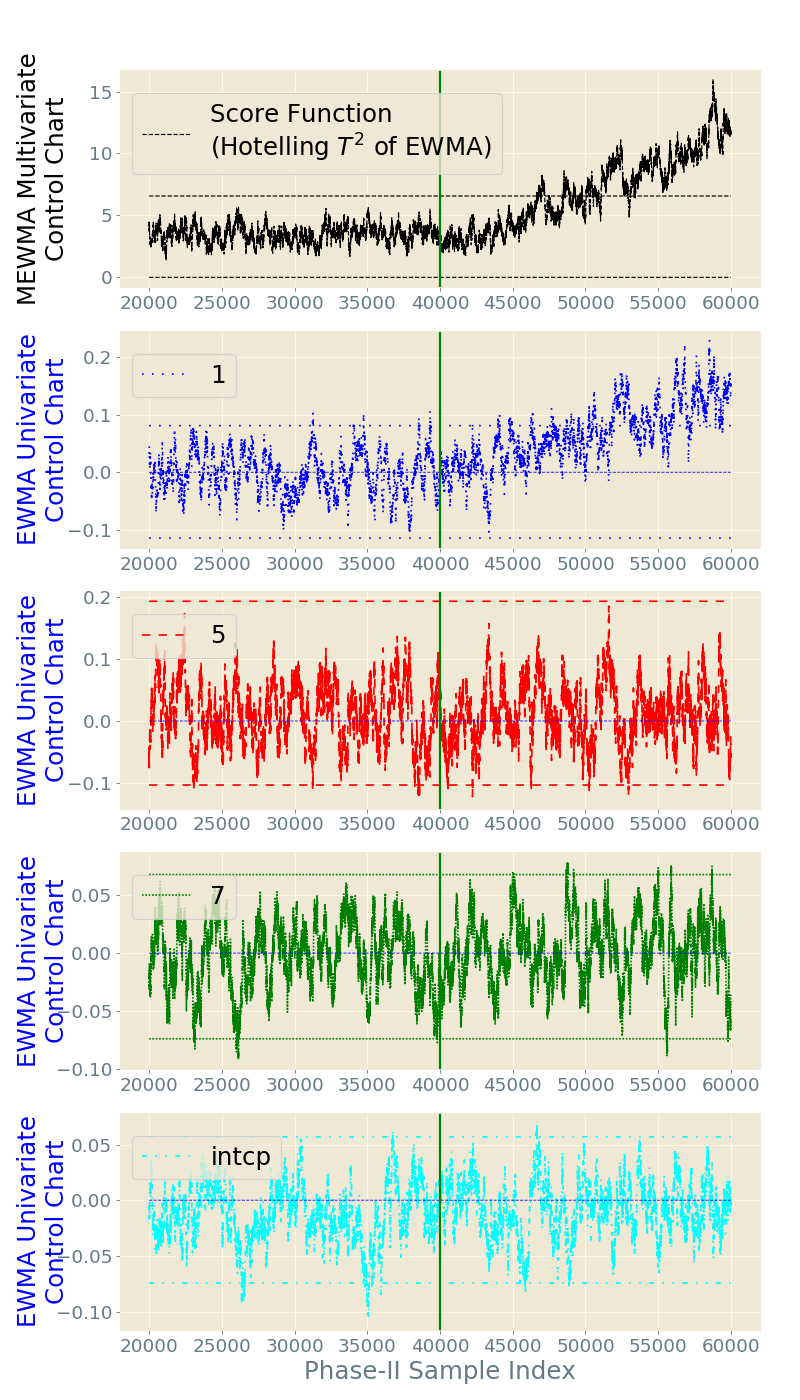 MEWMA Multivariate
Control Chart
15
10
5
0
Score Function
(Hotelling T² of EWMA)
20000 25000 30000 35000 40000 45000 50000 55000 60000
EWMA Univariate
Control Chart
0.2
0.1
0.0
−0.1
1
20000 25000 30000 35000 40000 45000 50000 55000 60000
EWMA Univariate
Control Chart
0.2
0.1
0.0
−0.1
5
20000 25000 30000 35000 40000 45000 50000 55000 60000
EWMA Univariate
Control Chart
0.05
0.00
−0.05
−0.10
7
20000 25000 30000 35000 40000 45000 50000 55000 60000
EWMA Univariate
Control Chart
0.05
0.00
−0.05
−0.10
intcp
20000 25000 30000 35000 40000 45000 50000 55000 60000
Phase-II Sample Index